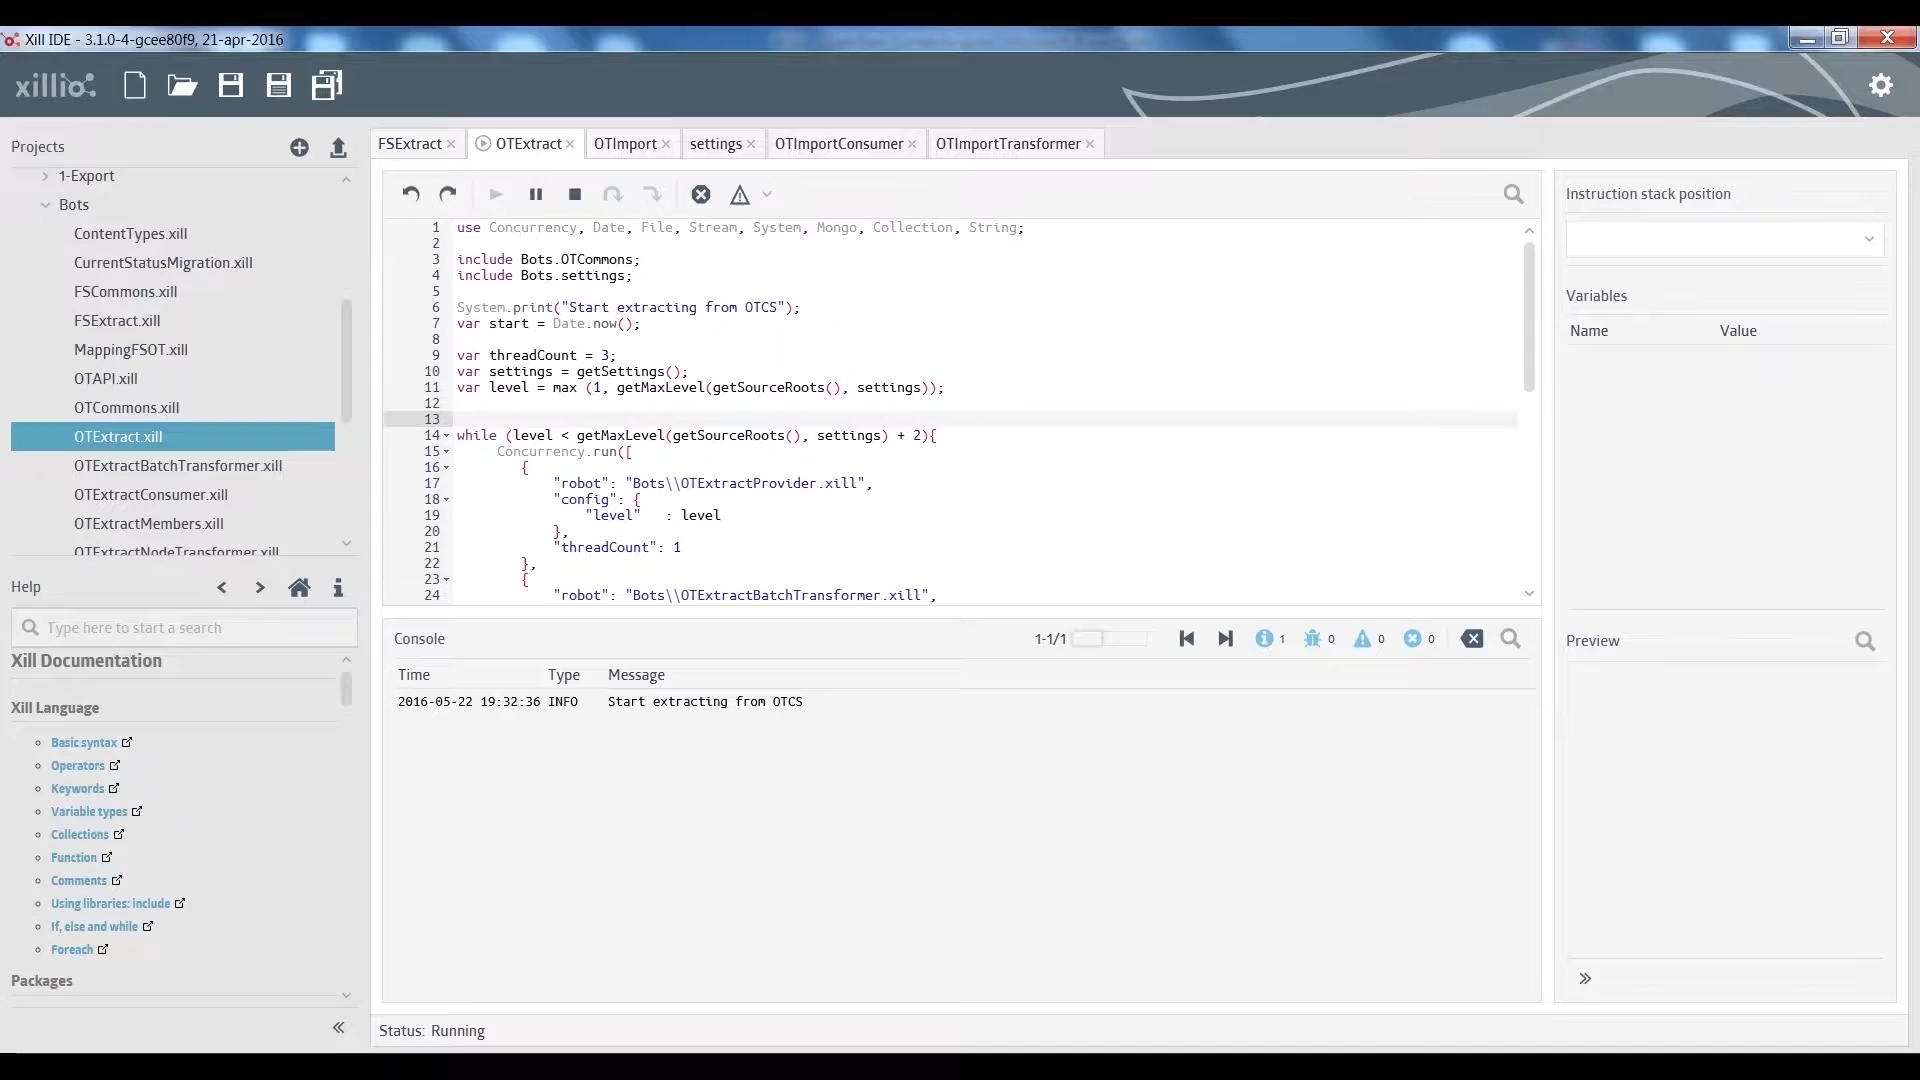 Xill IDE - 3.1.0-4-gcee80f9, 21-apr-2016
xillio
Projects
1-Export
Bots
ContentTypes.xill
CurrentStatusMigration.xill
FSCommons.xill
FSExtract.xill
MappingFSOT.xill
OTAPI.xill
OTCommons.xill
OTExtract.xill
OTExtractBatchTransformer.xill
OTExtractConsumer.xill
OTExtractMembers.xill
OTExtractNodeTransformer.xill
Help
Type here to start a search
Xill Documentation
Xill Language
Basic syntax
Operators
Keywords
Variable types
Collections
Function
Comments
Using libraries: include
If, else and while
Foreach
Packages
FSExtract OTExtract OTImport settings OTImportConsumer OTImportTransformer
1 use Concurrency, Date, File, Stream, System, Mongo, Collection, String;
2
3 include Bots.OTCommons;
4 include Bots.settings;
5
6 System.print("Start extracting from OTCS");
7 var start = Date.now();
8
9 var threadCount = 3;
10 var settings = getSettings();
11 var level = max (1, getMaxLevel(getSourceRoots(), settings));
12
13
14 while (level < getMaxLevel(getSourceRoots(), settings) + 2){
15 Concurrency.run([
16 {
17 "robot": "Bots\\OTExtractProvider.xill",
18 "config": {
19 "level" : level
20 },
21 "threadCount": 1
22 },
23 {
24 "robot": "Bots\\OTExtractBatchTransformer.xill",
Console 1-1/1 1 0 0 0
Time Type Message
2016-05-22 19:32:36 INFO Start extracting from OTCS
Status: Running
Instruction stack position
Variables
Name Value
Preview